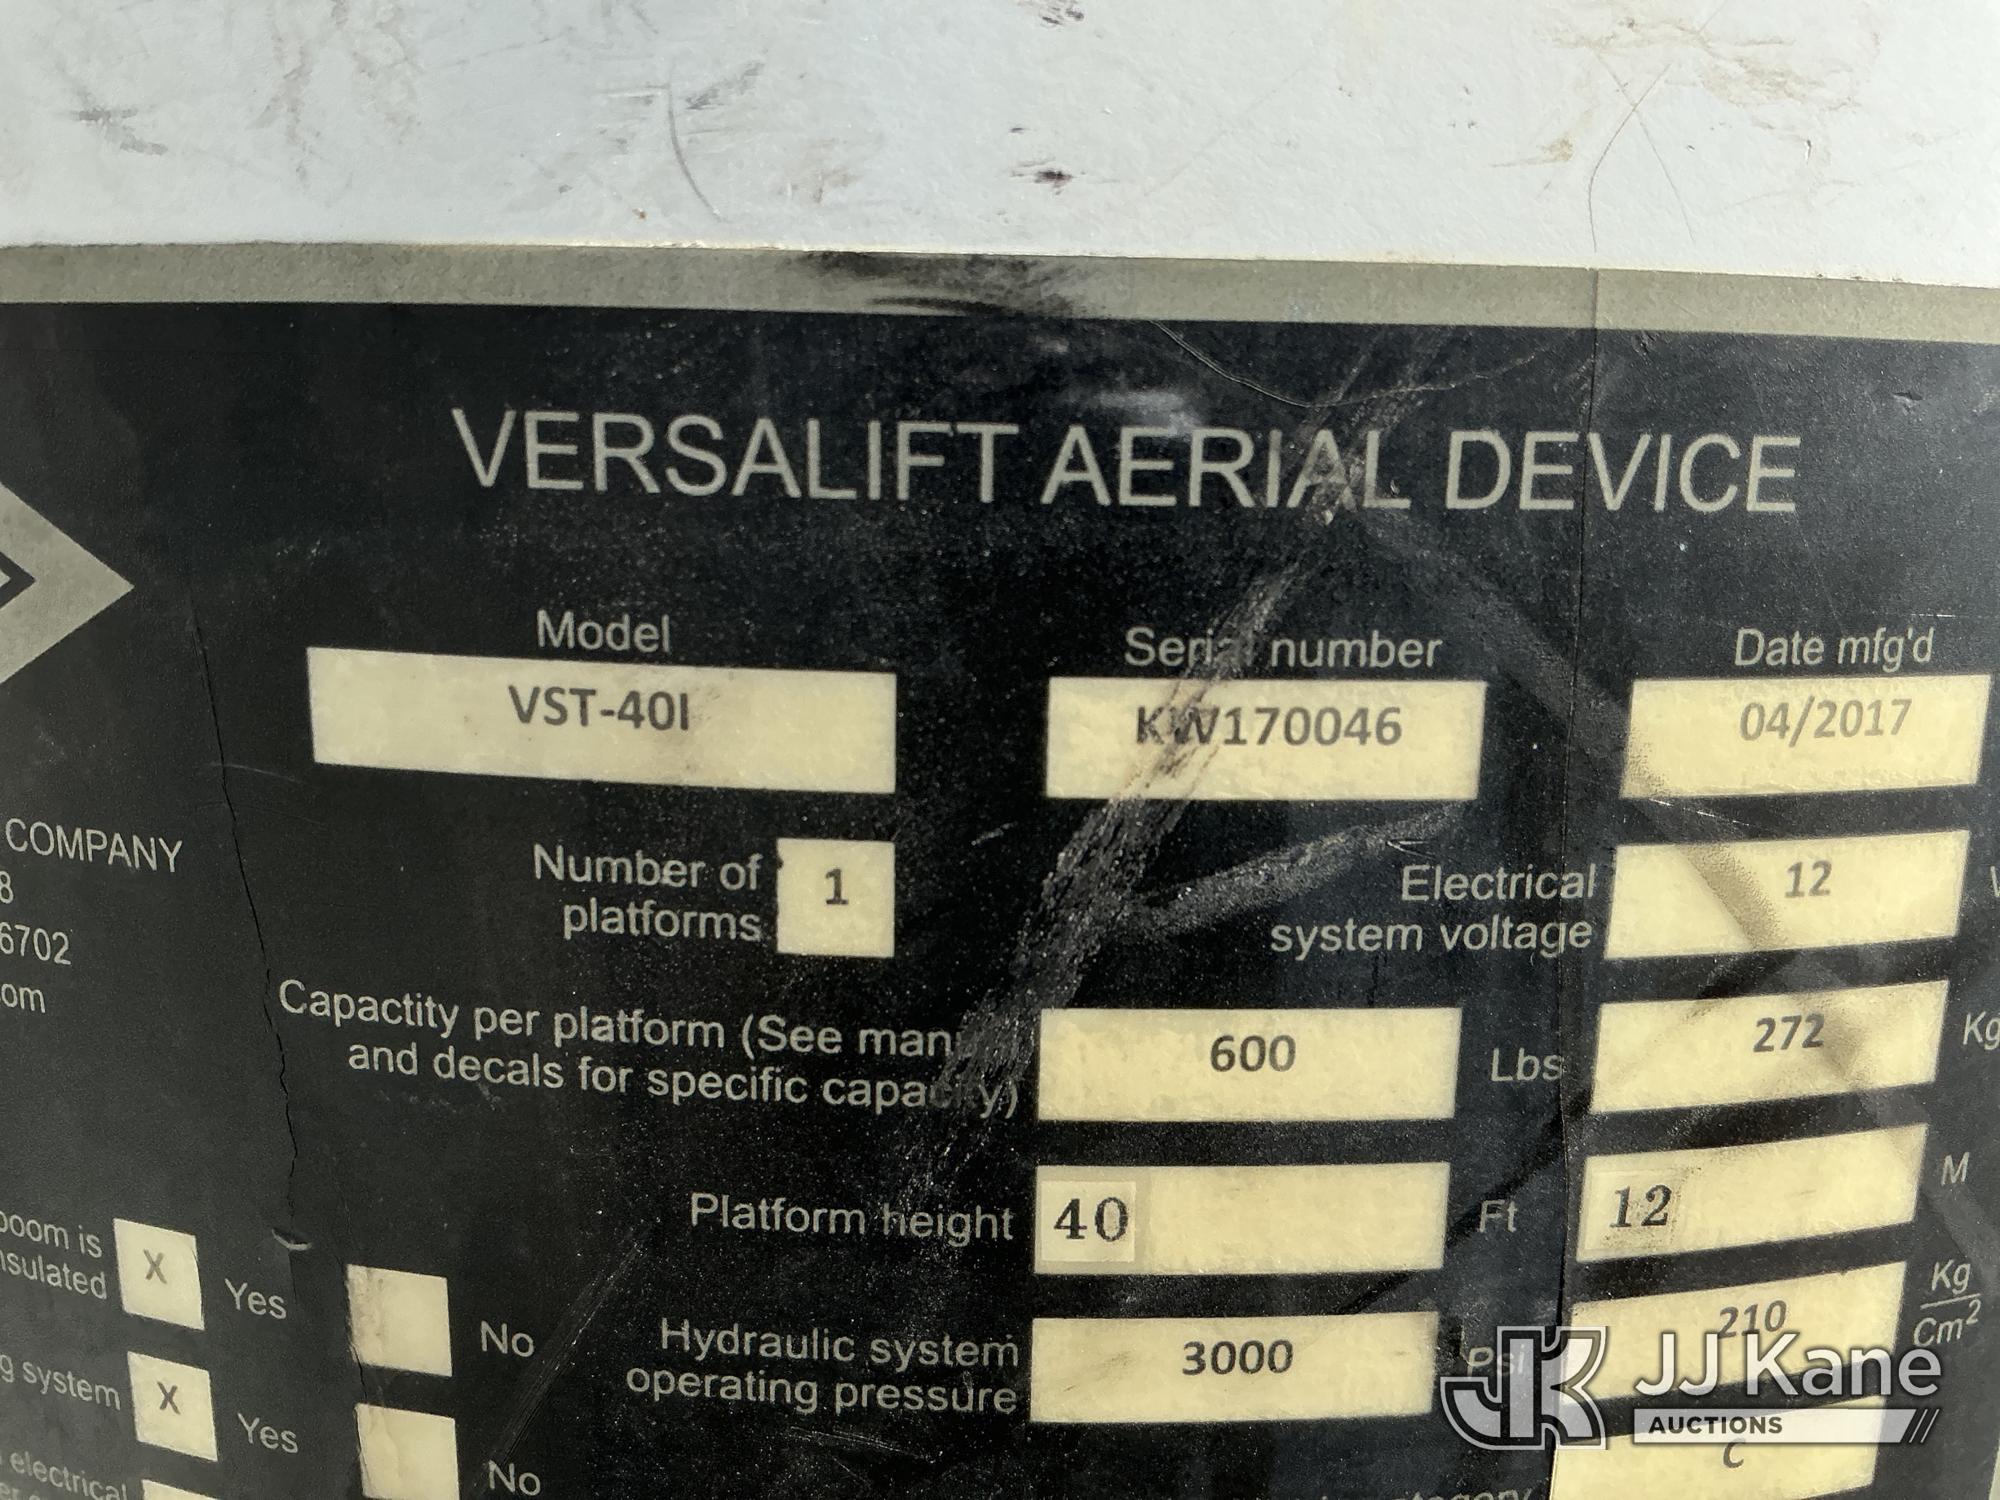 VERSALIFT AERIAL DEVICE
Model
Serial number
Date mfg'd
VST-40I
KW170046
04/2017
COMPANY
8
6702
om
Number of
platforms
1
Electrical
system voltage
12
Capactity per platform (See man
and decals for specific capacity)
600
Lbs
272
Kg
Platform height
40
Ft
12
M
boom is
nsulated
X
Yes
No
Hydraulic system
operating pressure
3000
Psi
210
Kg
Cm²
g system
X
Yes
No
electrical
C
JK JJ Kane
AUCTIONS